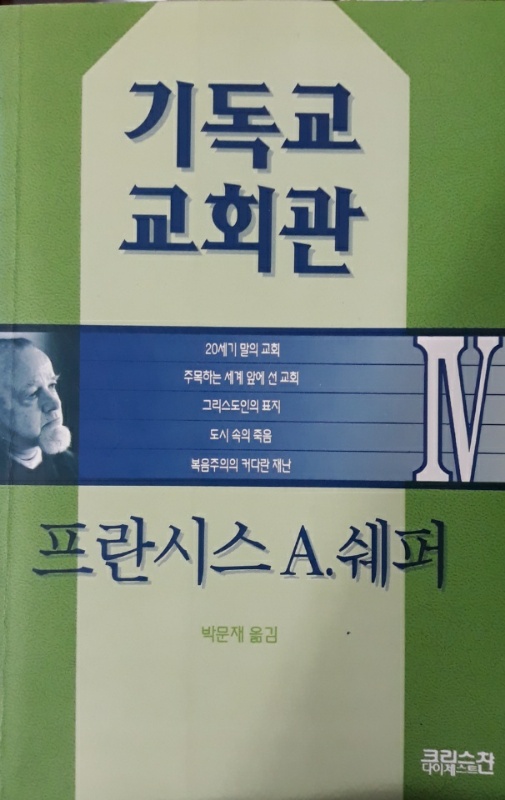 기독교
교회관
20세기 말의 교회
주목하는 세계 앞에 선 교회
그리스도인의 표지
도시 속의 죽음
복음주의의 커다란 재난
IV
프란시스 A. 쉐퍼
박문재 옮김
크리스챤
다이제스트